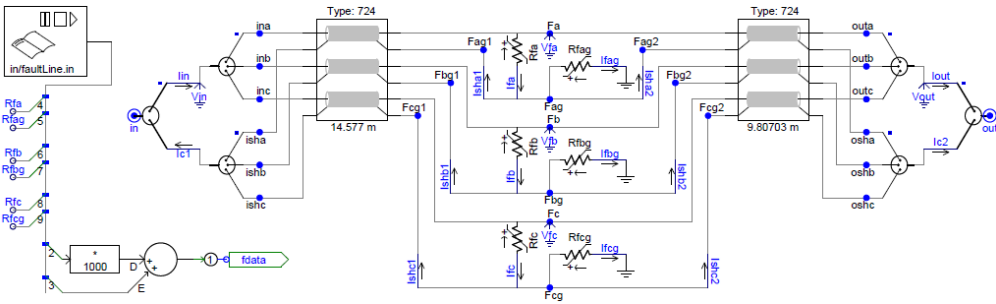 in/faultLine.in
Rfa
4
Rfag
5
Rfb
6
Rfbg
7
Rfc
8
Rfcg
9
2
*
1000
D
+
+
E
3
1
fdata
in
Iin
Vin
Ic1
ina
inb
inc
isha
ishb
ishc
Type: 724
14.577 m
Fag1
Fbg1
Fcg1
Isha1
Ishb1
Ishc1
Fa
Vfa
Rfa
+
Ifa
Rfag
+
Ifag
Fag
Fb
Vfb
Rfb
+
Ifb
Rfbg
+
Ifbg
Fbg
Fc
Vfc
Rfc
+
Ifc
Rfcg
+
Ifcg
Fcg
Fag2
Fbg2
Fcg2
Isha2
Ishb2
Ishc2
Type: 724
9.80703 m
outa
outb
outc
osha
oshb
oshc
Iout
Vout
Ic2
out